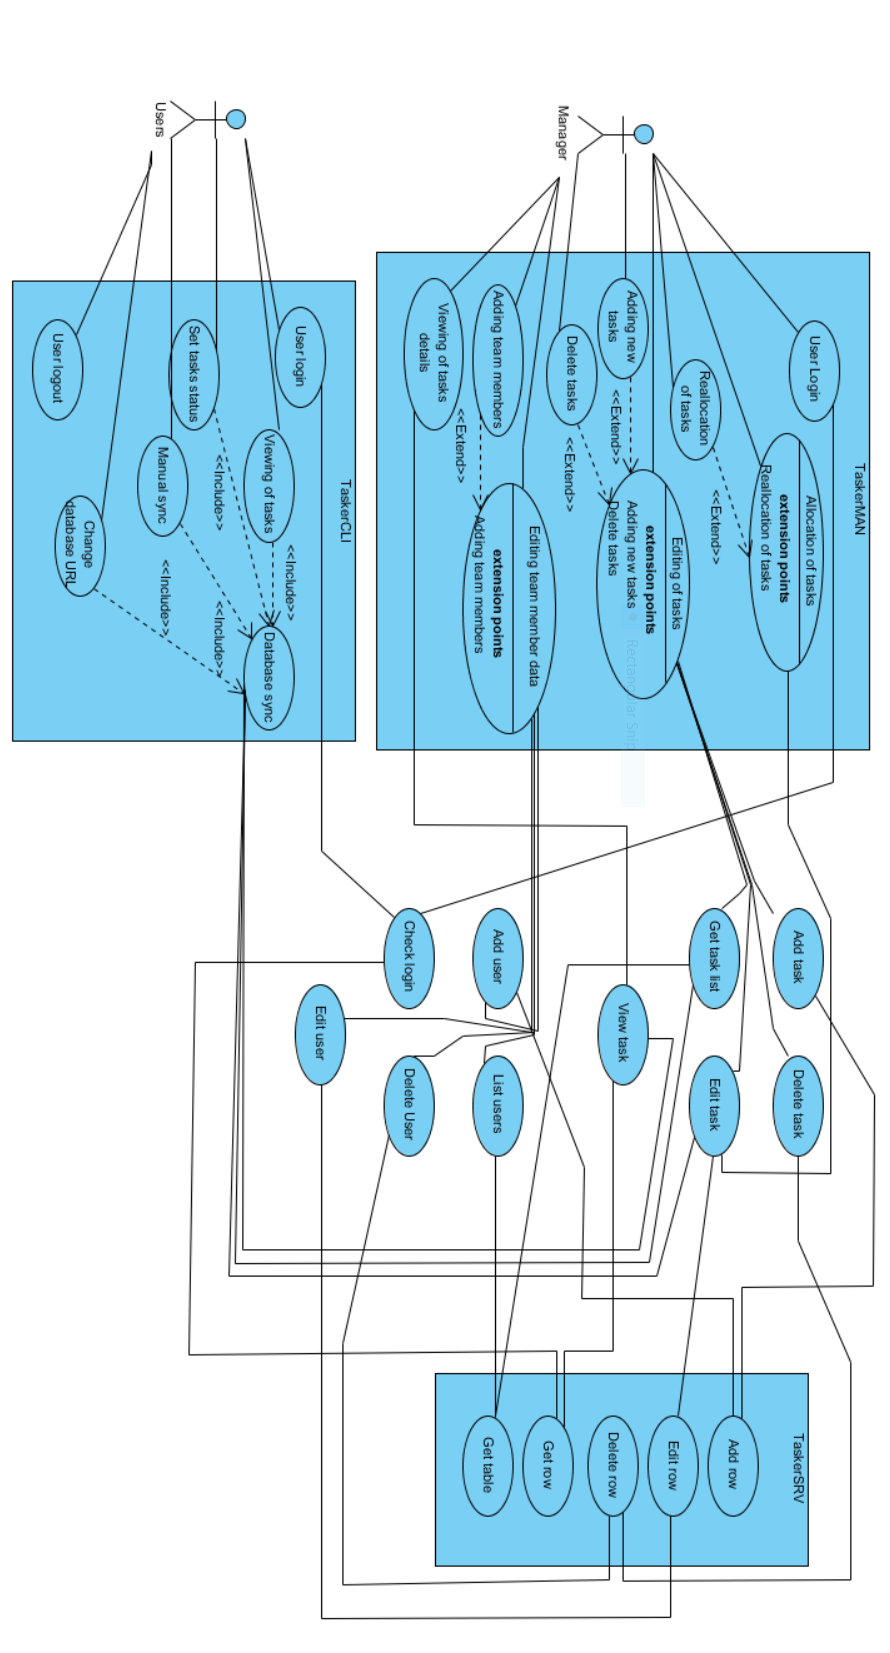 Manager
TaskerMAN
User Login
Allocation of tasks
extension points
Reallocation of tasks
Reallocation
of tasks
<<Extend>>
Adding new
tasks
<<Extend>>
Editing of tasks
extension points
Adding new tasks
Delete tasks
Delete tasks
<<Extend>>
Adding team members
<<Extend>>
Editing team member data
extension points
Adding team members
Viewing of tasks
details
Rectangular Snip
Users
TaskerCLI
User login
Viewing of tasks
<<Include>>
Set tasks status
<<Include>>
Database sync
Manual sync
<<Include>>
Change
database URL
<<Include>>
User logout
Add task
Delete task
Get task list
Edit task
View task
Add user
List users
Check login
Delete User
Edit user
TaskerSRV
Add row
Edit row
Delete row
Get row
Get table